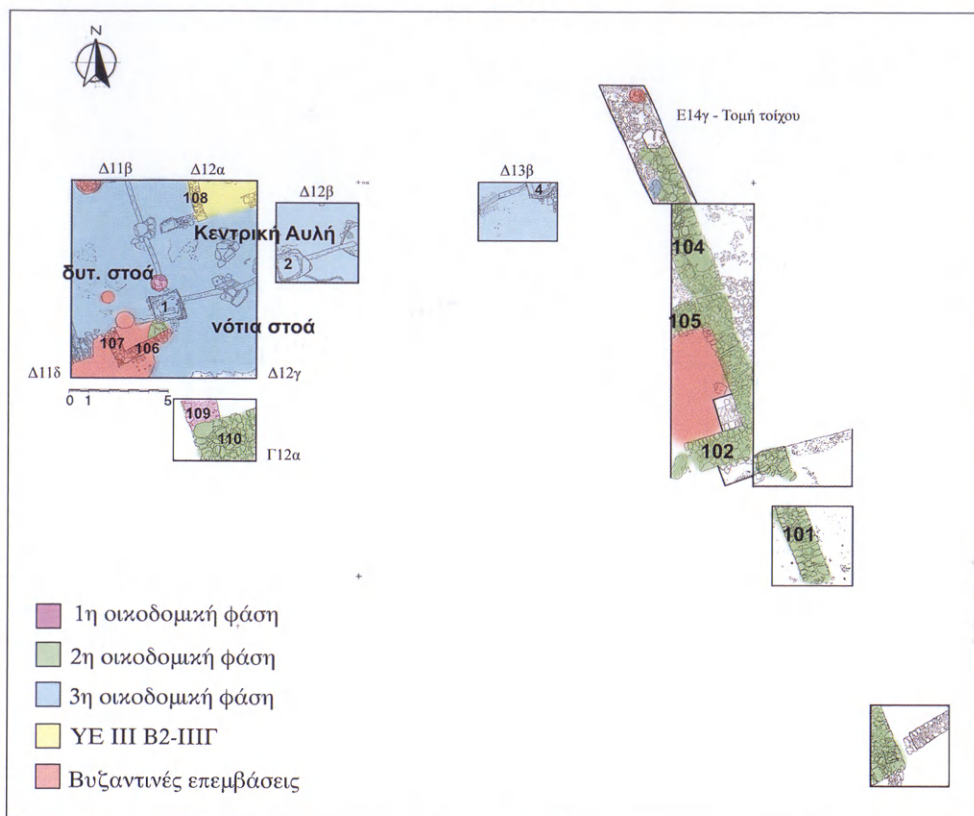 N
Ε14γ - Τομή τοίχου
Δ11β
Δ12α
Δ12β
Δ13β
108
4
Κεντρική Αυλή
2
104
δυτ. στοά
1
νότια στοά
105
107
106
Δ11δ
Δ12γ
0 1 5
109
110
Γ12α
102
101
1η οικοδομική φάση
2η οικοδομική φάση
3η οικοδομική φάση
ΥΕ ΙΙΙ Β2-ΙΙΙΓ
Βυζαντινές επεμβάσεις